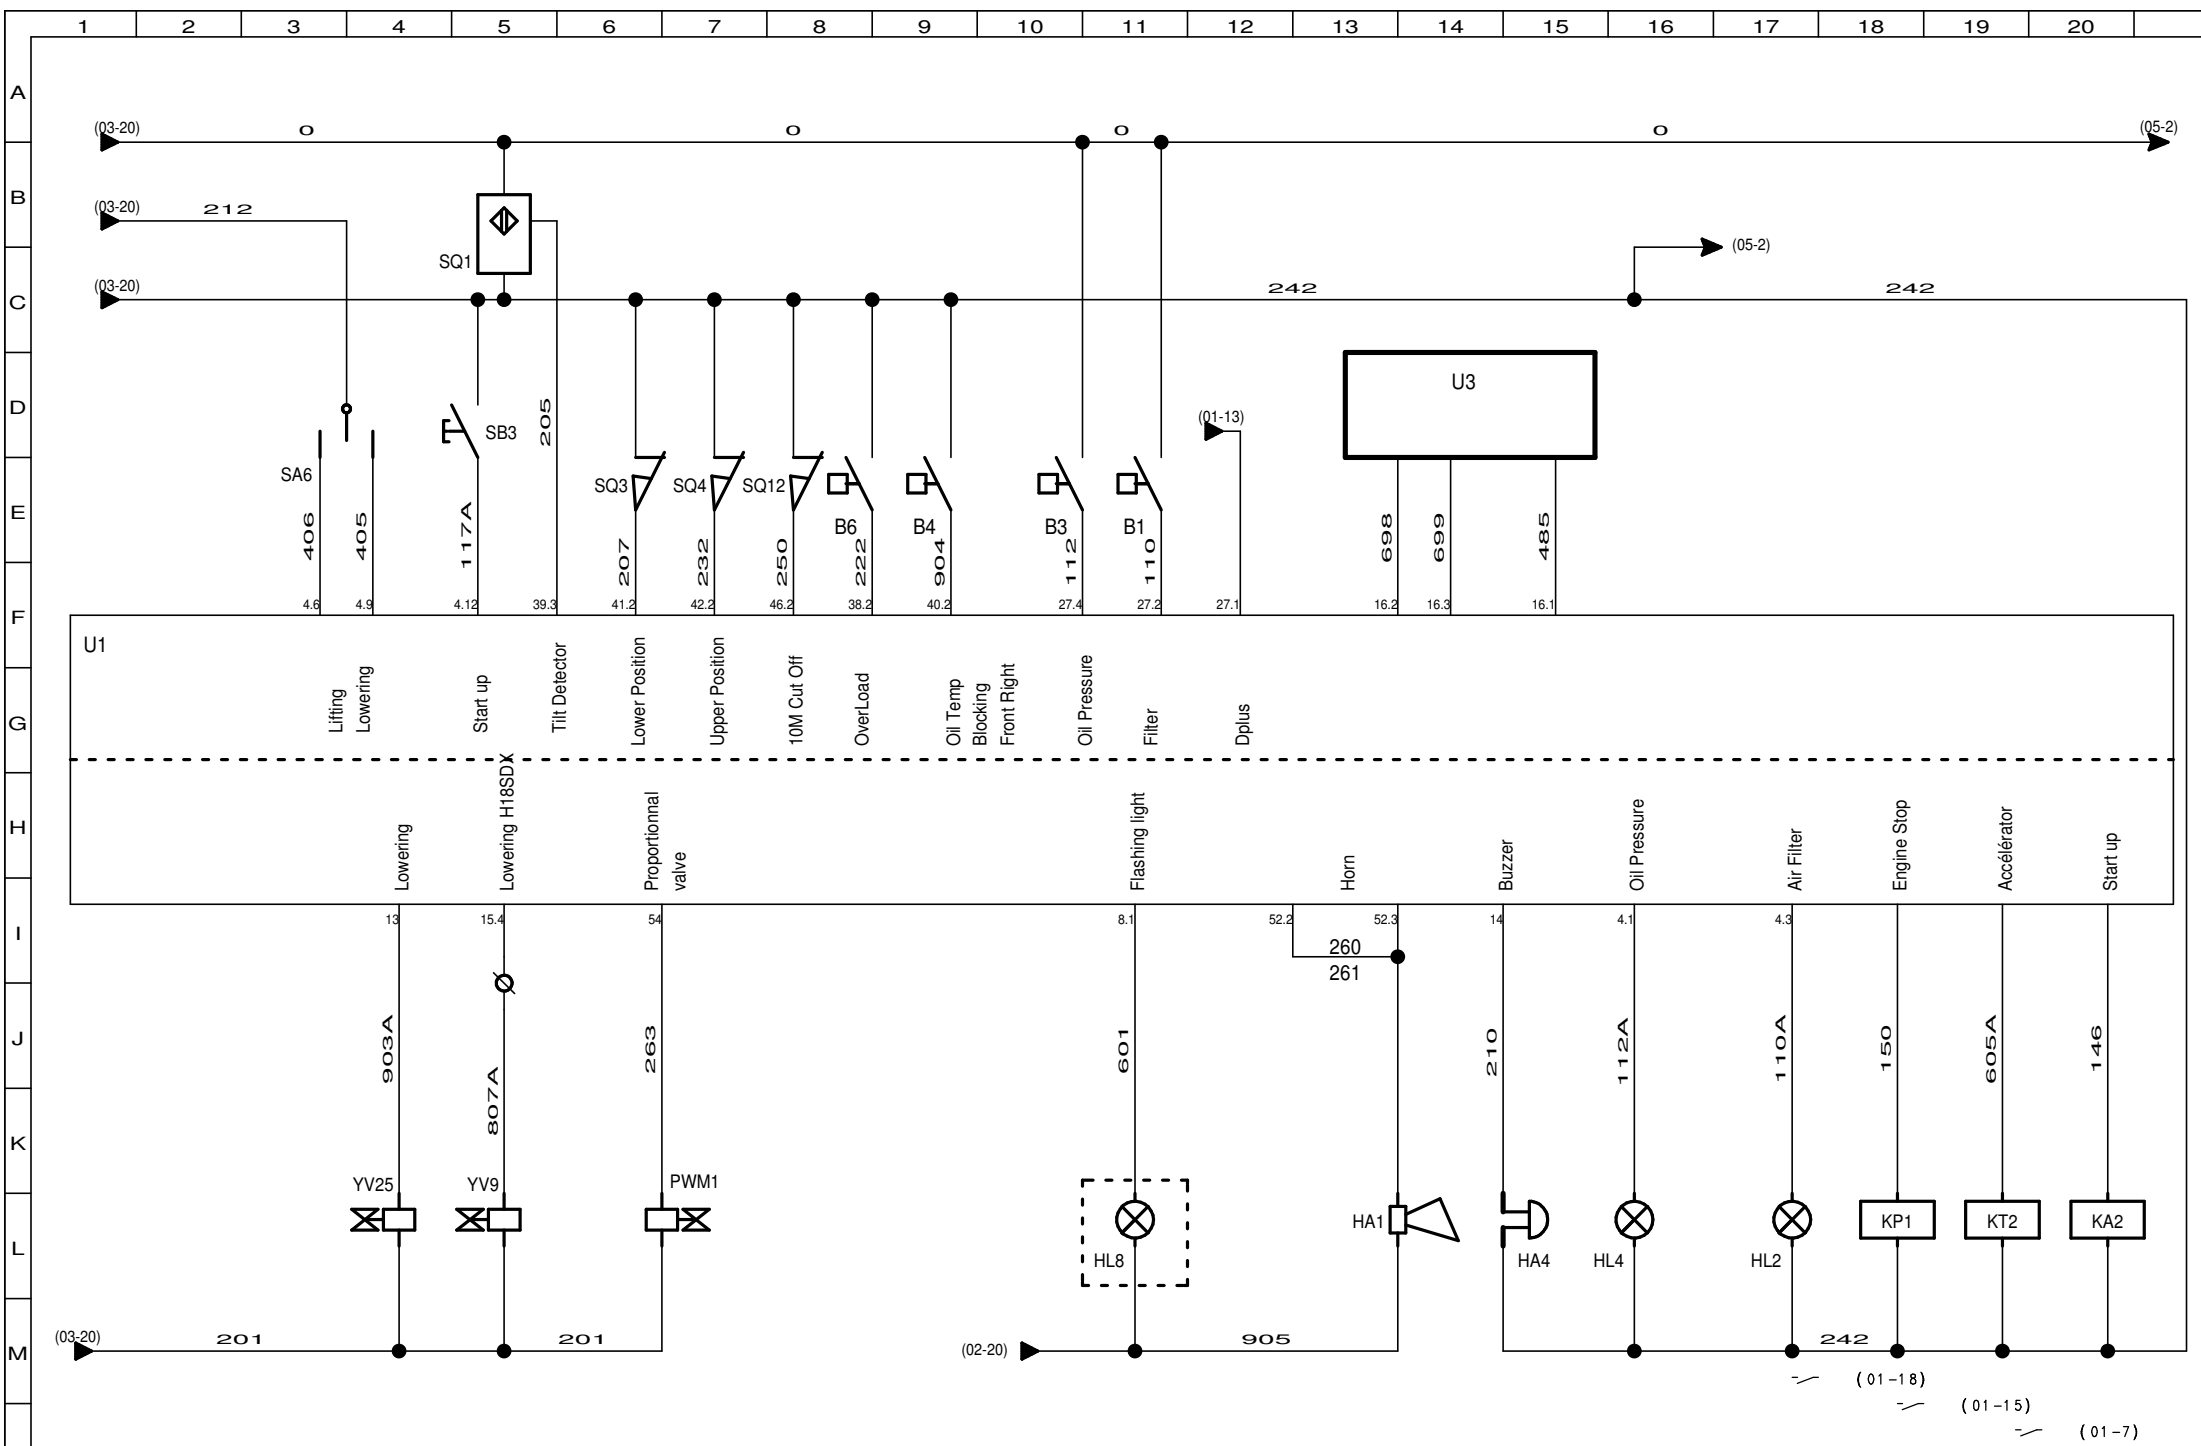 1 2 3 4 5 6 7 8 9 10 11 12 13 14 15 16 17 18 19 20
A
(03-20) 0 0 0 0 (05-2)
B
(03-20) 212
(05-2)
SQ1
(03-20) 242 242
C
U3
D
(01-13)
SB3 205
SA6 SQ3 SQ4 SQ12
E
B6 B4 B3 B1
406 405 117A 207 232 250 222 904 112 110 698 699 485
4.6 4.9 4.12 39.3 41.2 42.2 46.2 38.2 40.2 27.4 27.2 27.1 16.2 16.3 16.1
F
U1
Lifting
Lowering
Start up
Tilt Detector
Lower Position
Upper Position
10M Cut Off
OverLoad
Oil Temp
Blocking
Front Right
Oil Pressure
Filter
Dplus
G
H
Lowering
Lowering H18SDX
Proportionnal
valve
Flashing light
Horn
Buzzer
Oil Pressure
Air Filter
Engine Stop
Accélérator
Start up
I
13 15.4 54 8.1 52.2 52.3 14 4.1 4.3
260
261
J
903A 807A 263 601 210 112A 110A 150 605A 146
K
YV25 YV9 PWM1
HA1 KP1 KT2 KA2
L
HL8 HA4 HL4 HL2
(03-20) 201 201 (02-20) 905 242
M
(01-18)
(01-15)
(01-7)